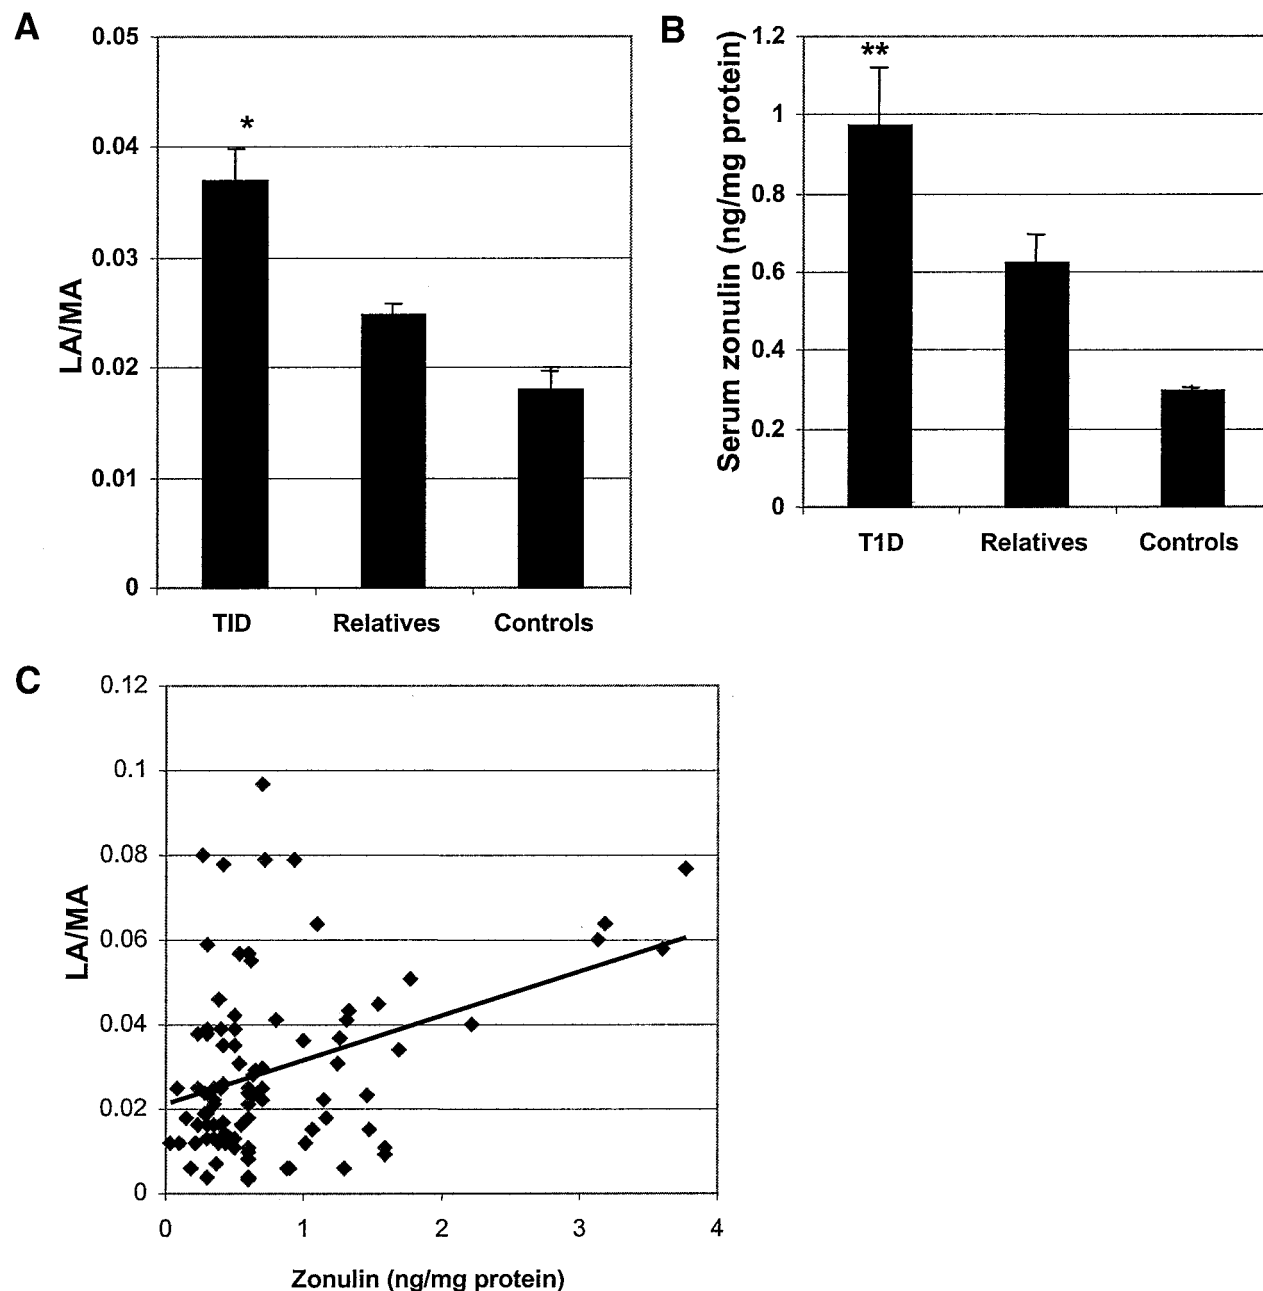 A
0.05
0.04
0.03
0.02
0.01
0
LA/MA
*
TID
Relatives
Controls
B
1.2
1
0.8
0.6
0.4
0.2
0
Serum zonulin (ng/mg protein)
**
T1D
Relatives
Controls
C
0.12
0.1
0.08
0.06
0.04
0.02
0
LA/MA
0
1
2
3
4
Zonulin (ng/mg protein)